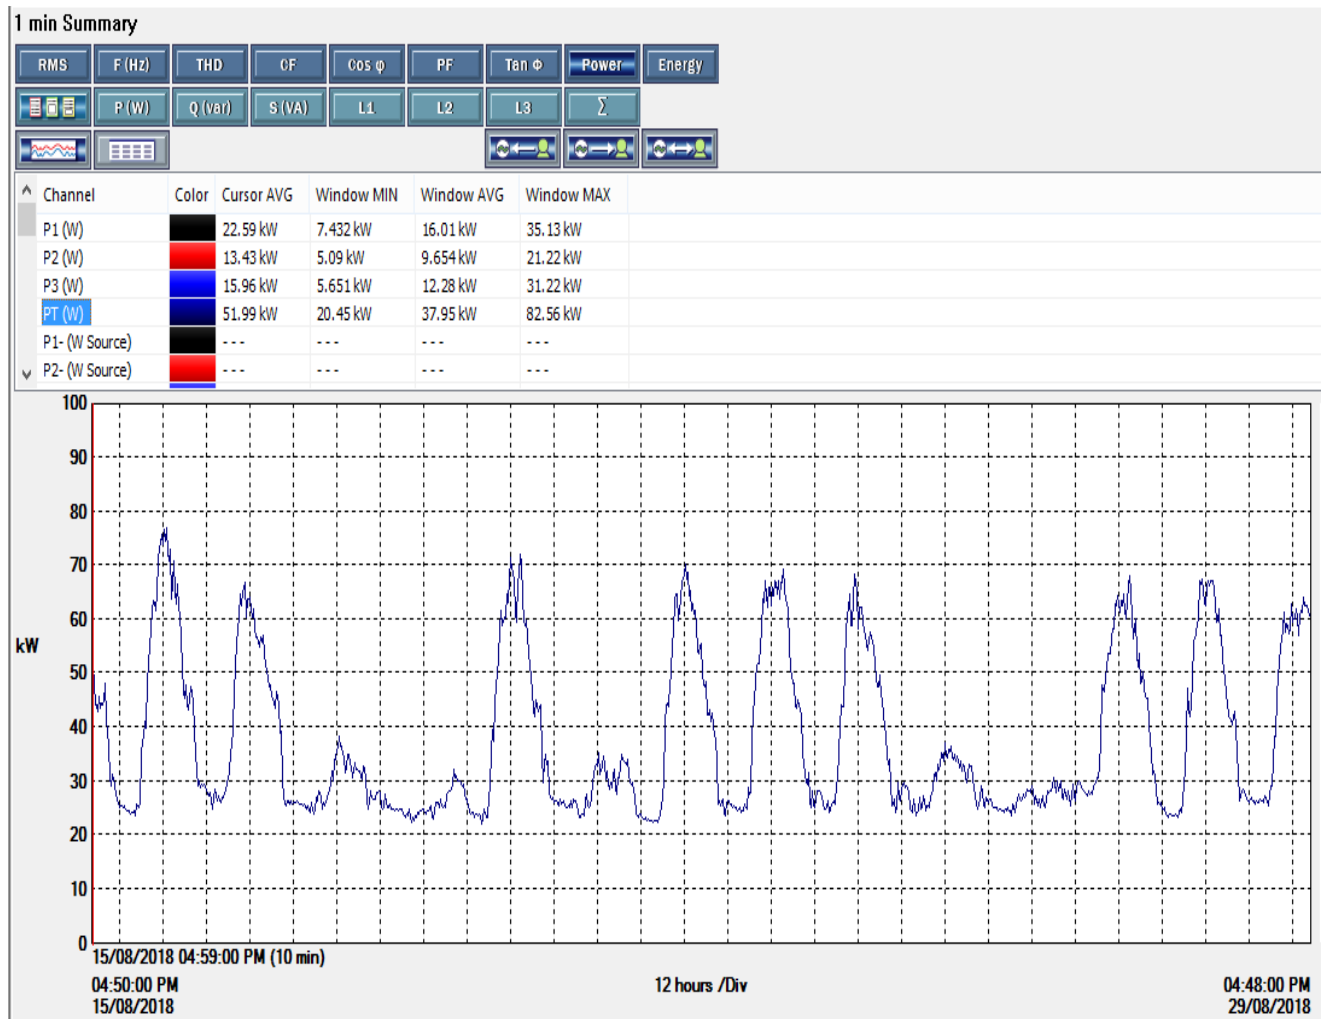 1 min Summary
RMS F (Hz) THD CF Cos φ PF Tan Φ Power Energy
P (W) Q (var) S (VA) L1 L2 L3 Σ
Channel Color Cursor AVG Window MIN Window AVG Window MAX
P1 (W) 22.59 kW 7.432 kW 16.01 kW 35.13 kW
P2 (W) 13.43 kW 5.09 kW 9.654 kW 21.22 kW
P3 (W) 15.96 kW 5.651 kW 12.28 kW 31.22 kW
PT (W) 51.99 kW 20.45 kW 37.95 kW 82.56 kW
P1- (W Source) --- --- --- ---
P2- (W Source) --- --- --- ---
100
90
80
70
60
kW
50
40
30
20
10
0
15/08/2018 04:59:00 PM (10 min)
04:50:00 PM 12 hours /Div 04:48:00 PM
15/08/2018 29/08/2018